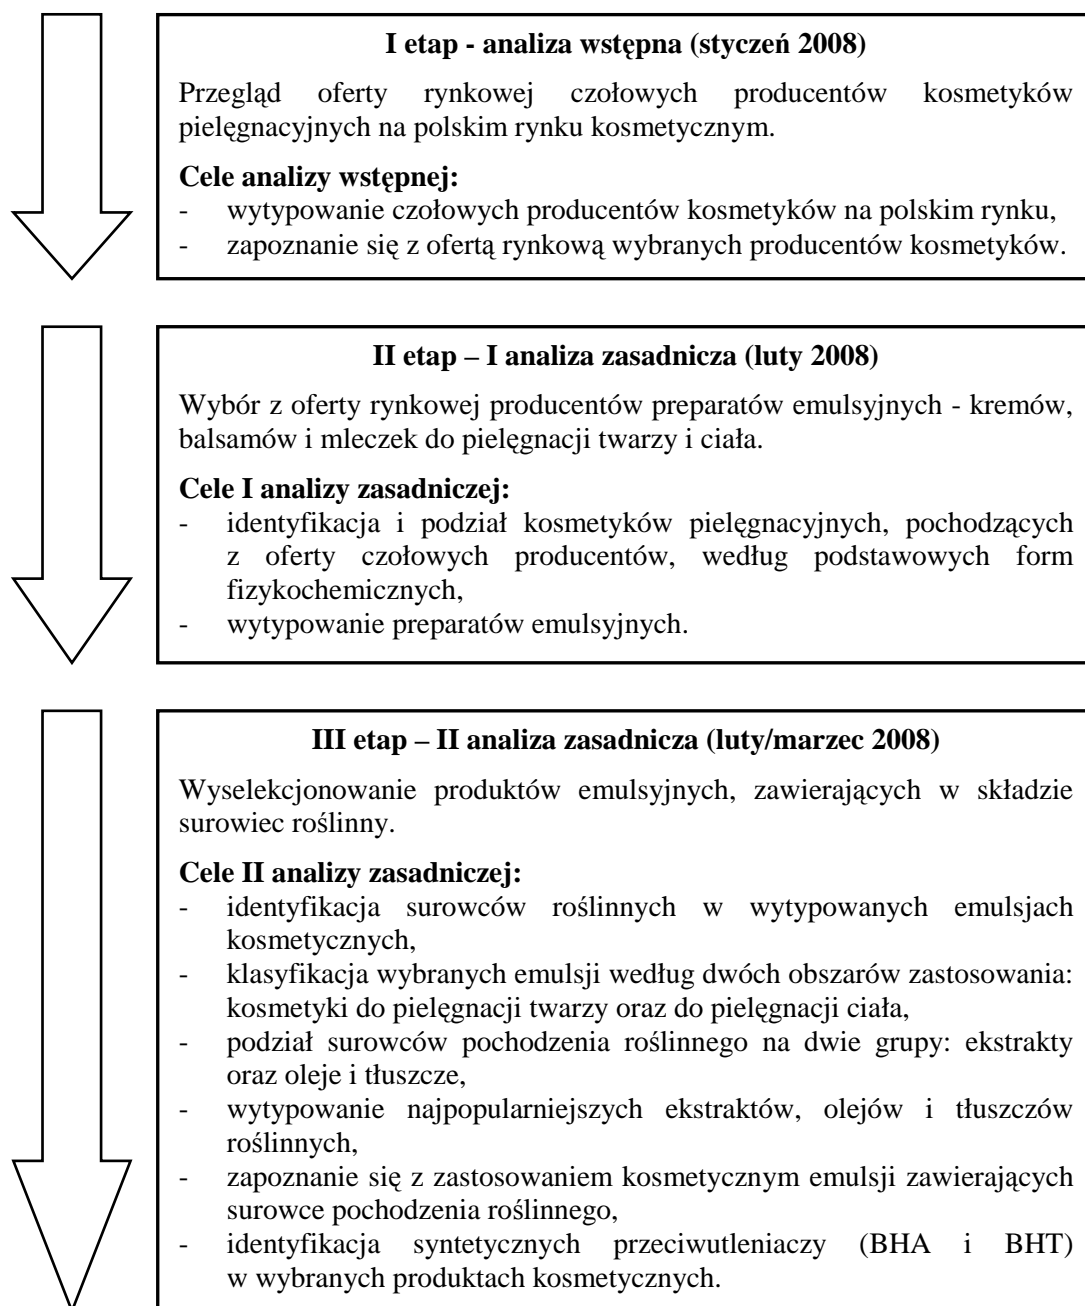 I etap - analiza wstępna (styczeń 2008)
Przegląd oferty rynkowej czołowych producentów kosmetyków
pielęgnacyjnych na polskim rynku kosmetycznym.
Cele analizy wstępnej:
- wytypowanie czołowych producentów kosmetyków na polskim rynku,
- zapoznanie się z ofertą rynkową wybranych producentów kosmetyków.
II etap – I analiza zasadnicza (luty 2008)
Wybór z oferty rynkowej producentów preparatów emulsyjnych - kremów,
balsamów i mleczek do pielęgnacji twarzy i ciała.
Cele I analizy zasadniczej:
- identyfikacja i podział kosmetyków pielęgnacyjnych, pochodzących
z oferty czołowych producentów, według podstawowych form
fizykochemicznych,
- wytypowanie preparatów emulsyjnych.
III etap – II analiza zasadnicza (luty/marzec 2008)
Wyselekcjonowanie produktów emulsyjnych, zawierających w składzie
surowiec roślinny.
Cele II analizy zasadniczej:
- identyfikacja surowców roślinnych w wytypowanych emulsjach
kosmetycznych,
- klasyfikacja wybranych emulsji według dwóch obszarów zastosowania:
kosmetyki do pielęgnacji twarzy oraz do pielęgnacji ciała,
- podział surowców pochodzenia roślinnego na dwie grupy: ekstrakty
oraz oleje i tłuszcze,
- wytypowanie najpopularniejszych ekstraktów, olejów i tłuszczów
roślinnych,
- zapoznanie się z zastosowaniem kosmetycznym emulsji zawierających
surowce pochodzenia roślinnego,
- identyfikacja syntetycznych przeciwutleniaczy (BHA i BHT)
w wybranych produktach kosmetycznych.